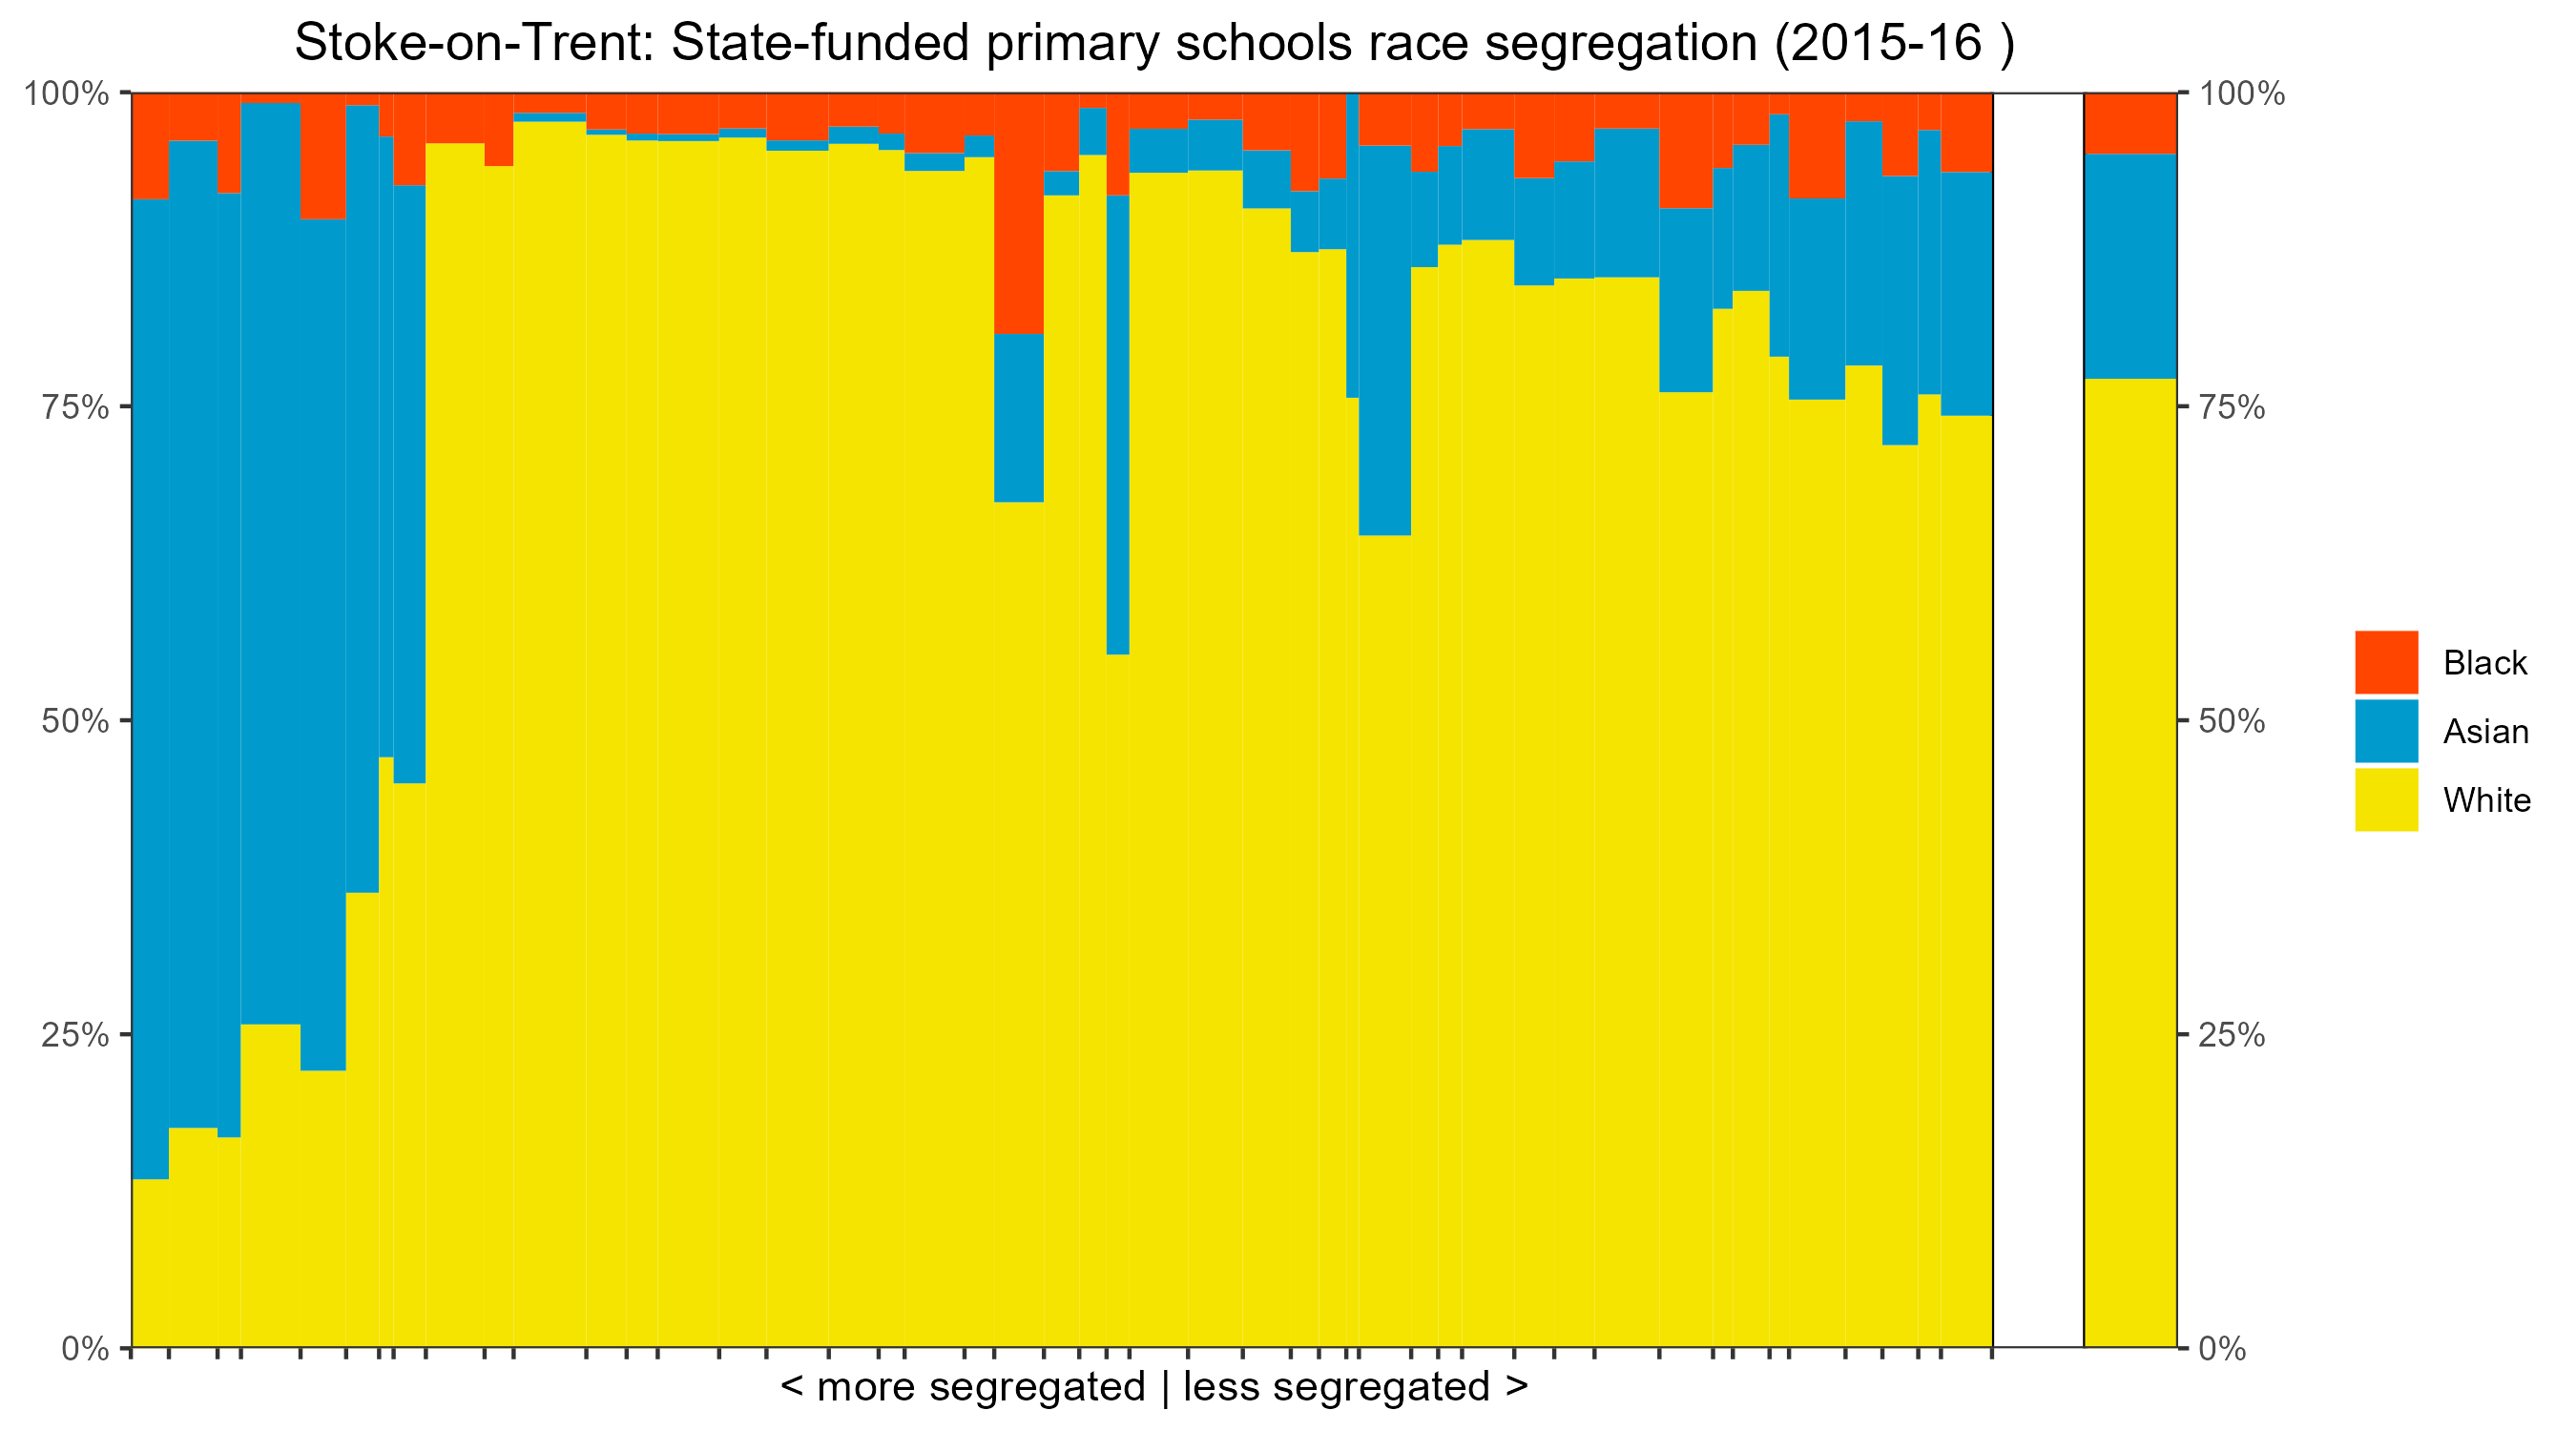 Stoke-on-Trent: State-funded primary schools race segregation (2015-16 )
100%
75%
50%
25%
0%
100%
75%
50%
25%
0%
Black
Asian
White
< more segregated | less segregated >